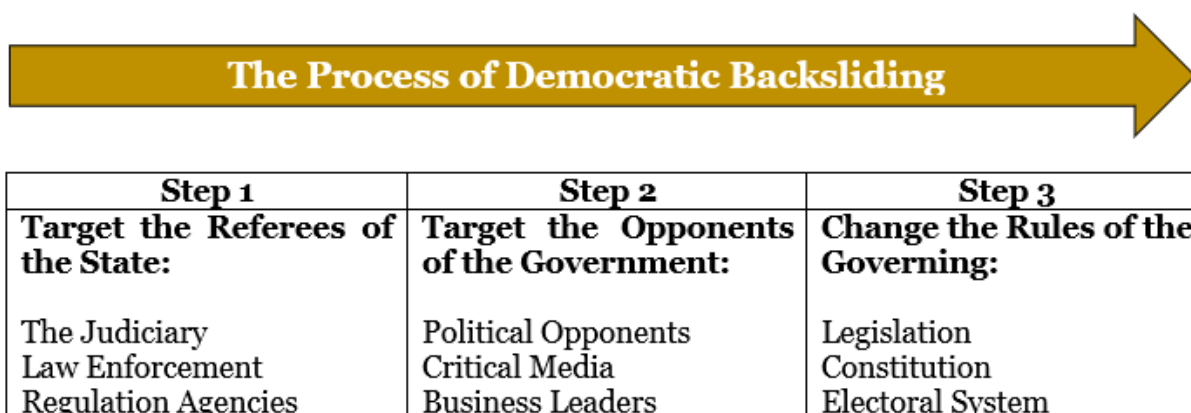 The Process of Democratic Backsliding
Step 1
Step 2
Step 3
Target the Referees of
the State:
Target the Opponents
of the Government:
Change the Rules of the
Governing:
The Judiciary
Law Enforcement
Regulation Agencies
Political Opponents
Critical Media
Business Leaders
Legislation
Constitution
Electoral System